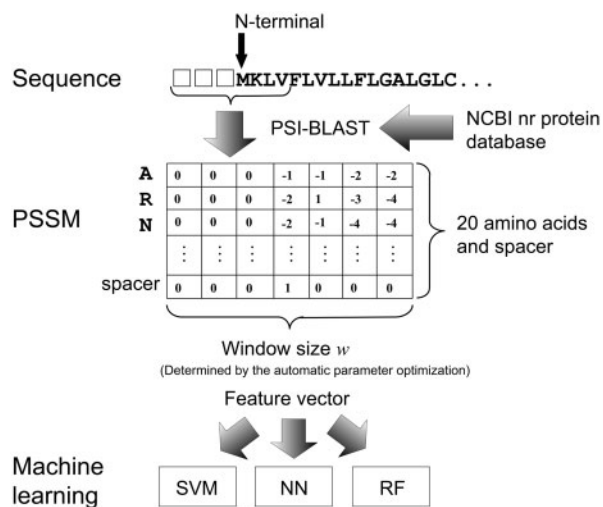 N-terminal
Sequence
MKLVFLVLLFLGALGLC...
PSI-BLAST
NCBI nr protein
database
PSSM
A 0 0 0 -1 -1 -2 -2
R 0 0 0 -2 1 -3 -4
N 0 0 0 -2 -1 -4 -4
⋮ ⋮ ⋮ ⋮ ⋮ ⋮ ⋮
spacer 0 0 0 1 0 0 0
20 amino acids
and spacer
Window size w
(Determined by the automatic parameter optimization)
Feature vector
Machine
learning
SVM NN RF